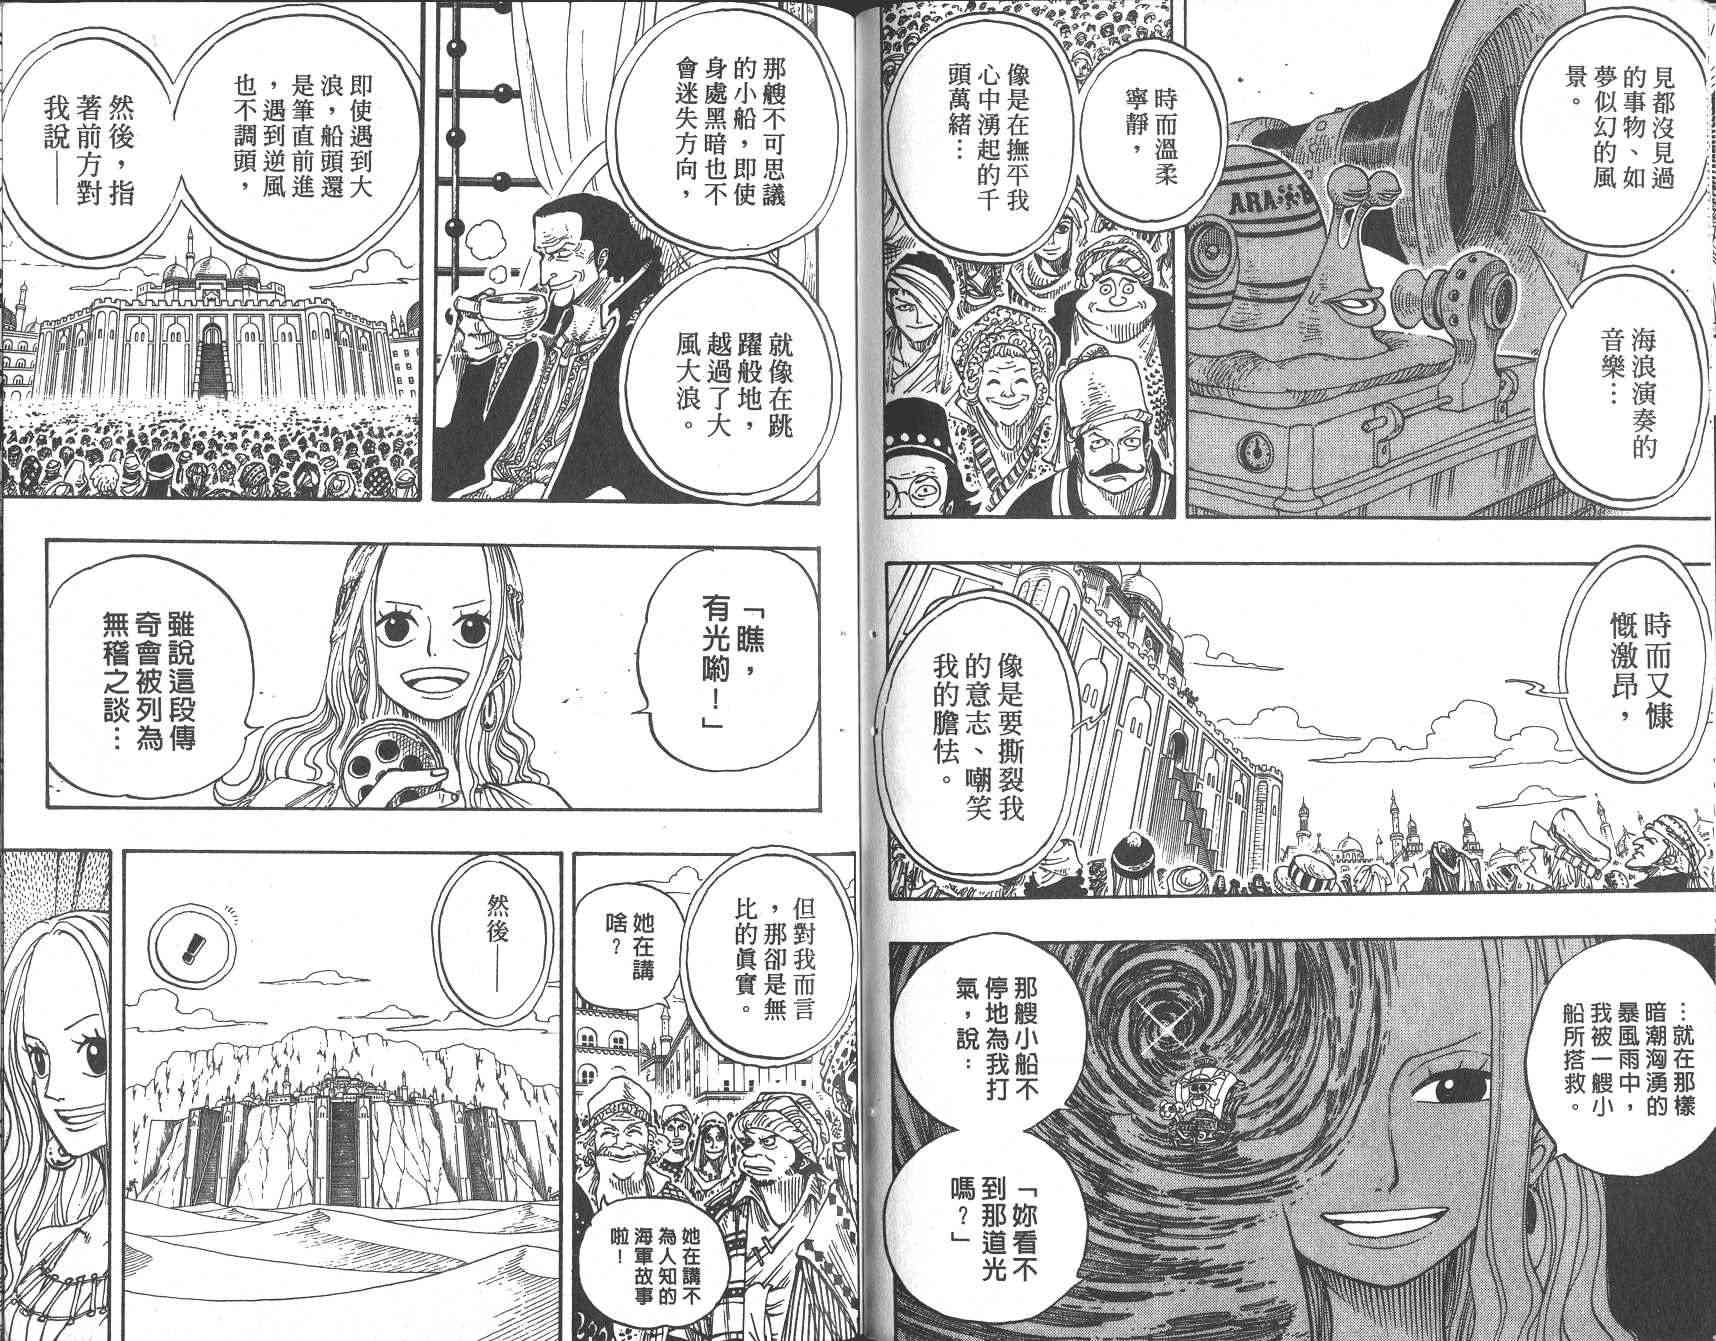 見都沒見過
的事物、如
夢似幻的風
景。
海浪演奏的
音樂…
ARA
時而溫柔
寧靜，
像是在撫平我
心中湧起的千
頭萬緒…
時而又慷
慨激昂，
像是要撕裂我
的意志、嘲笑
我的膽怯。
…就在那樣
暗潮洶湧的
暴風雨中，
我被一艘小
船所搭救。
那艘小船不
停地為我打
氣，說…
「妳看不
到那道光
嗎？」
那艘不可思議
的小船，即使
身處黑暗也不
會迷失方向，
就像在跳
躍般地，
越過了大
風大浪。
即使遇到大
浪，船頭還
是筆直前進
，遇到逆風
也不調頭，
然後，指
著前方對
我說——
「瞧，
有光喲！」
雖說這段傳
奇會被列為
無稽之談…
但對我而言
，那卻是無
比的真實。
她在講
啥？
她在講不
為人知的
海軍故事
啦！
然後——
！